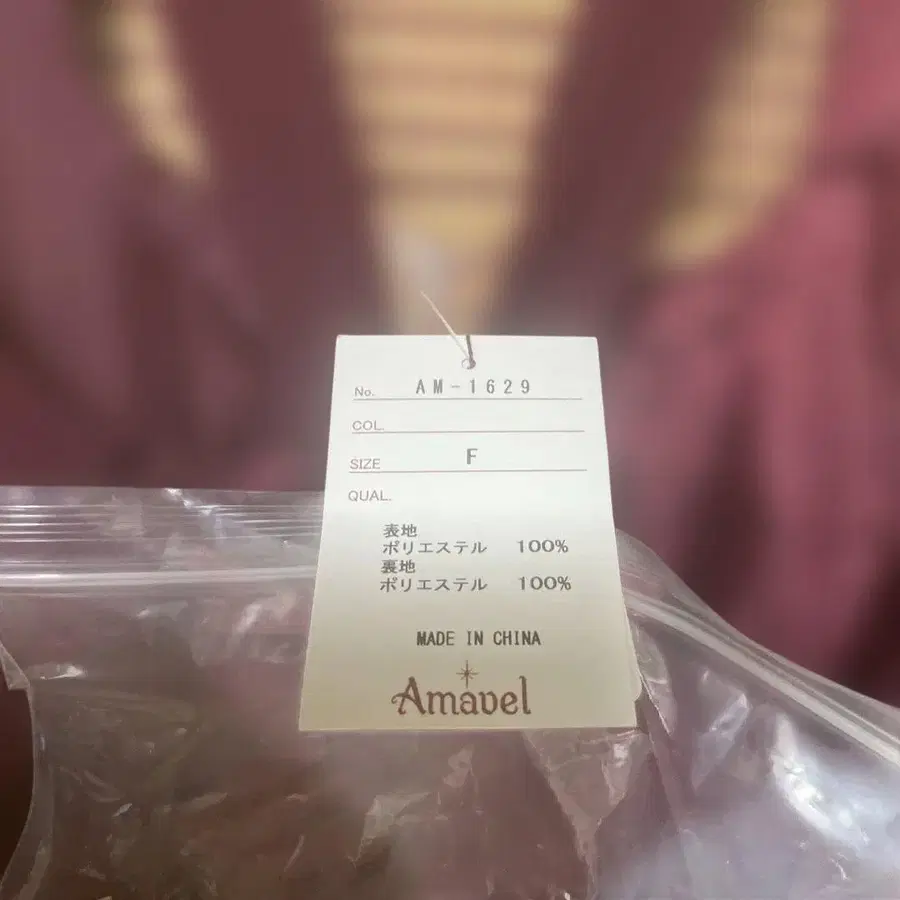 No. AM-1629
COL.
SIZE F
QUAL.
表地
ポリエステル 100%
裏地
ポリエステル 100%
MADE IN CHINA
Amavel